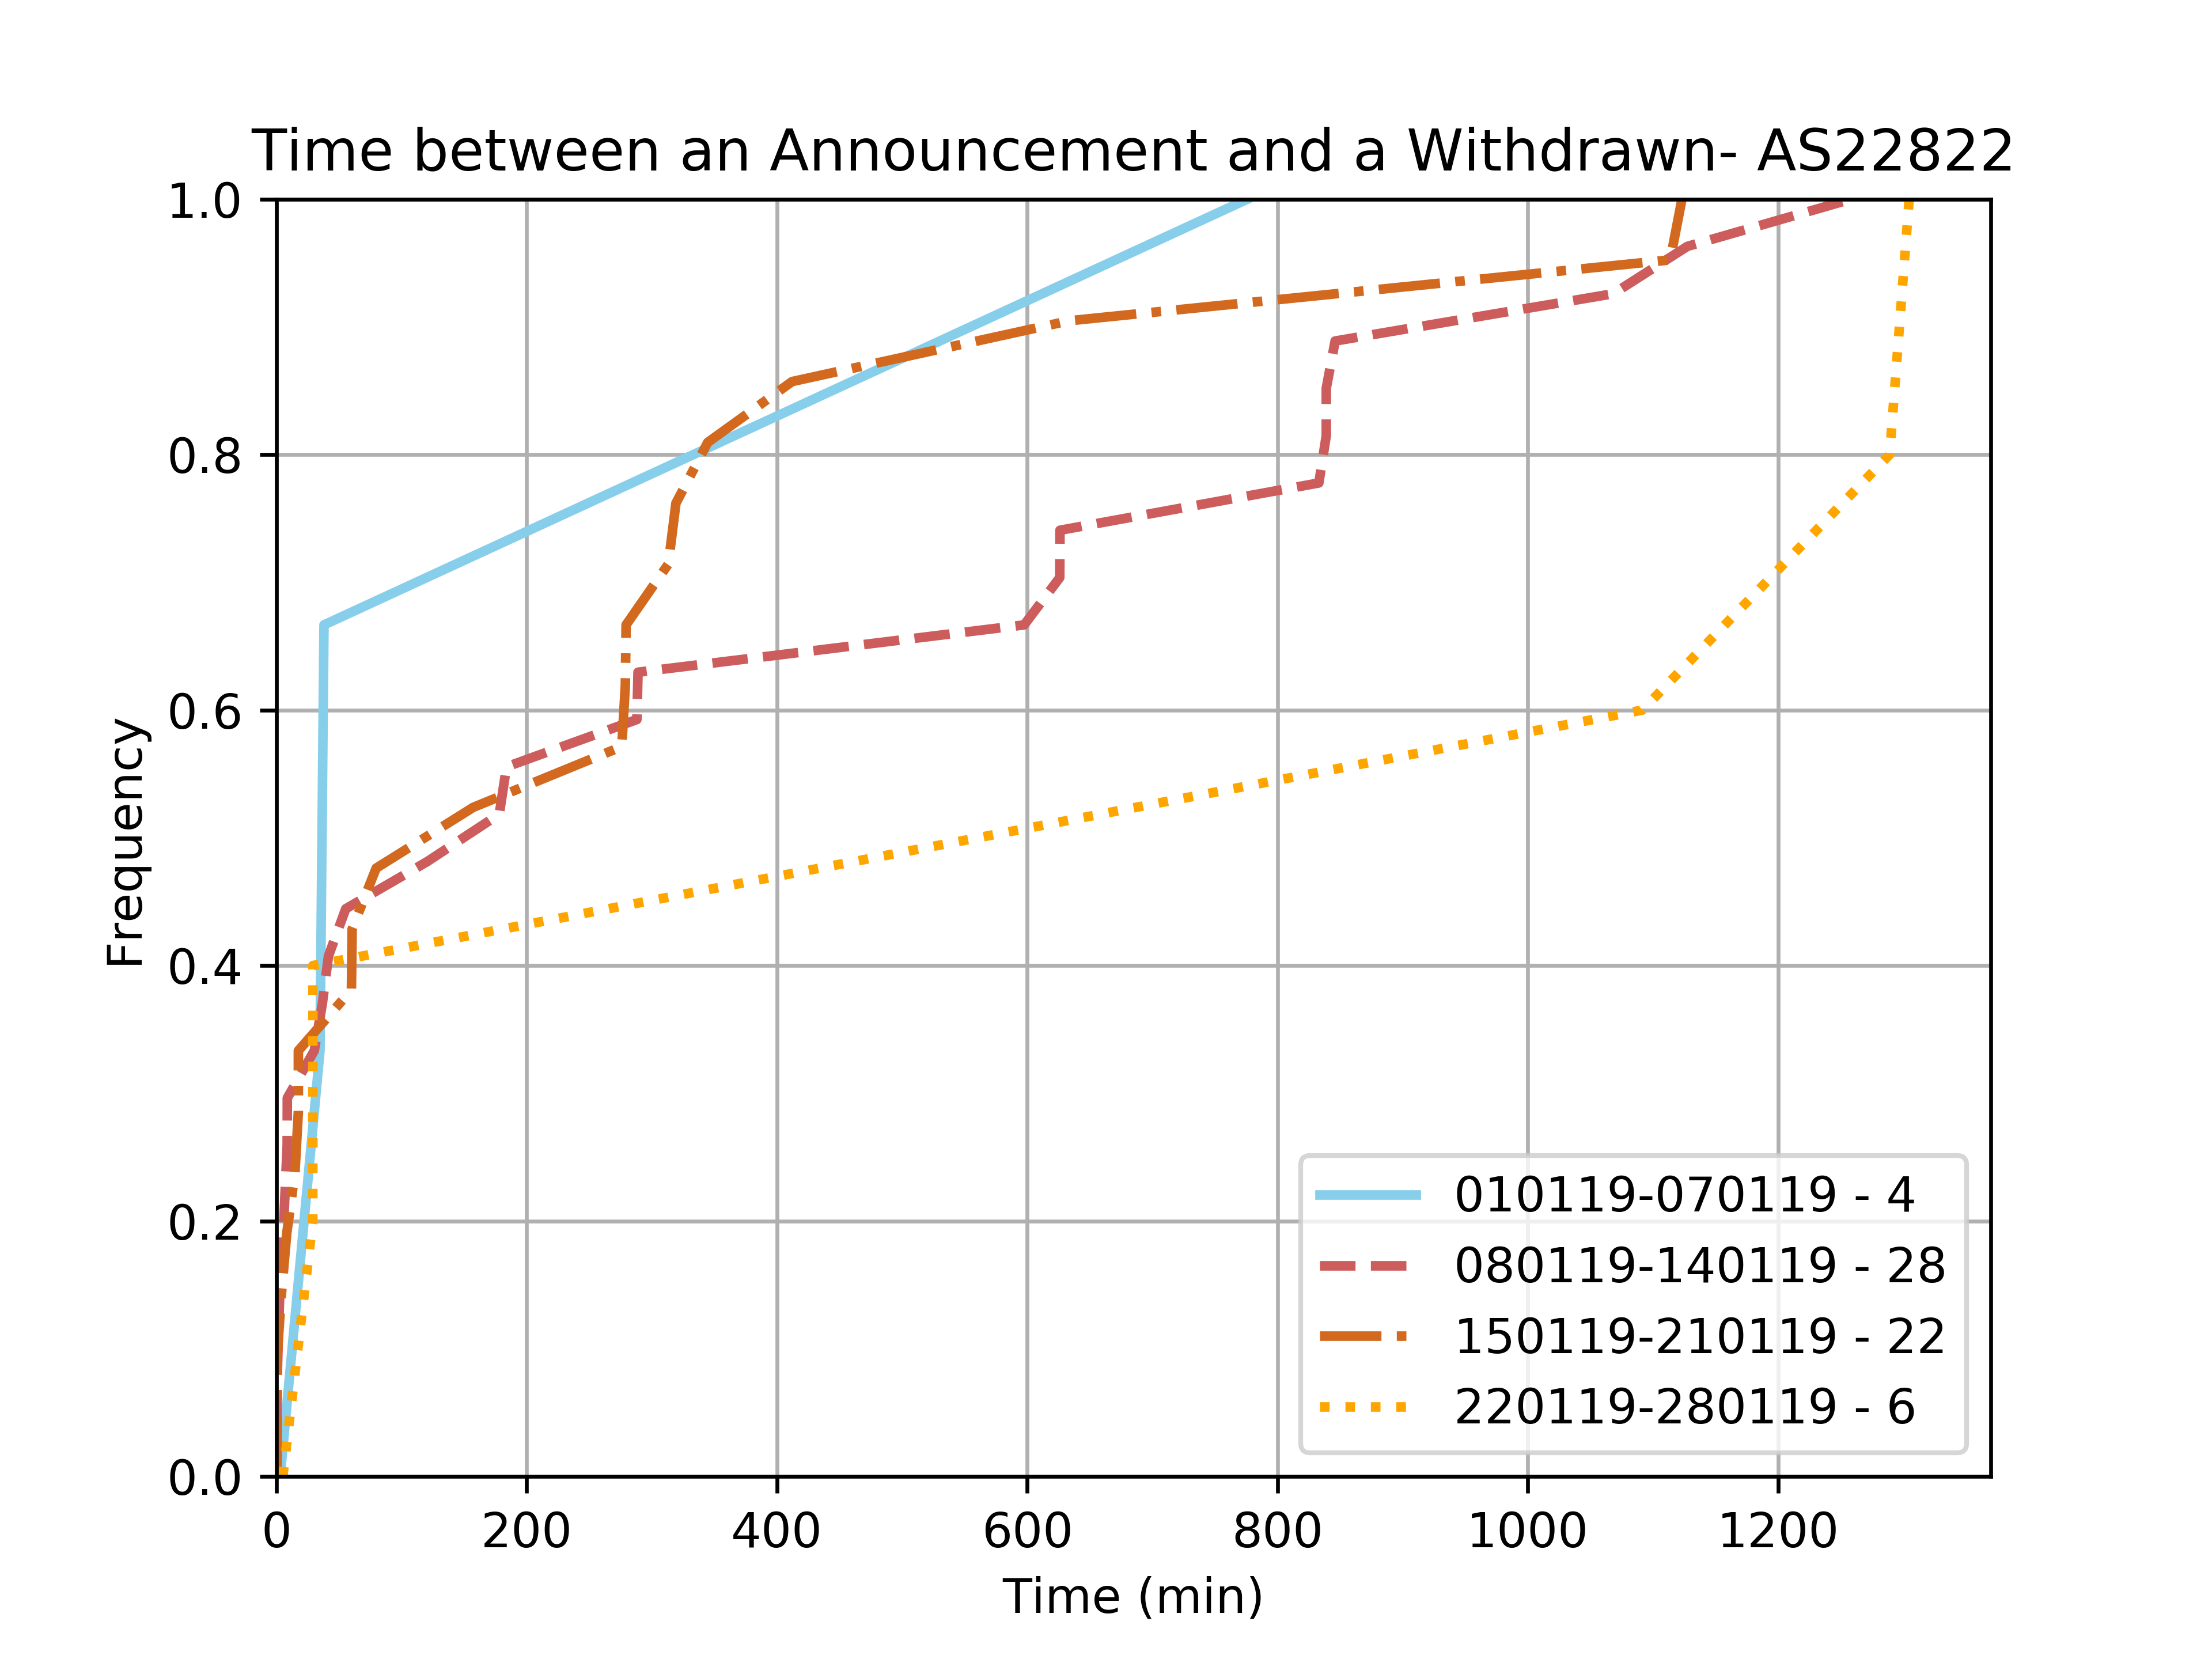 Time between an Announcement and a Withdrawn- AS22822
1.0
0.8
0.6
0.4
0.2
0.0
Frequency
0 200 400 600 800 1000 1200
Time (min)
010119-070119 - 4
080119-140119 - 28
150119-210119 - 22
220119-280119 - 6